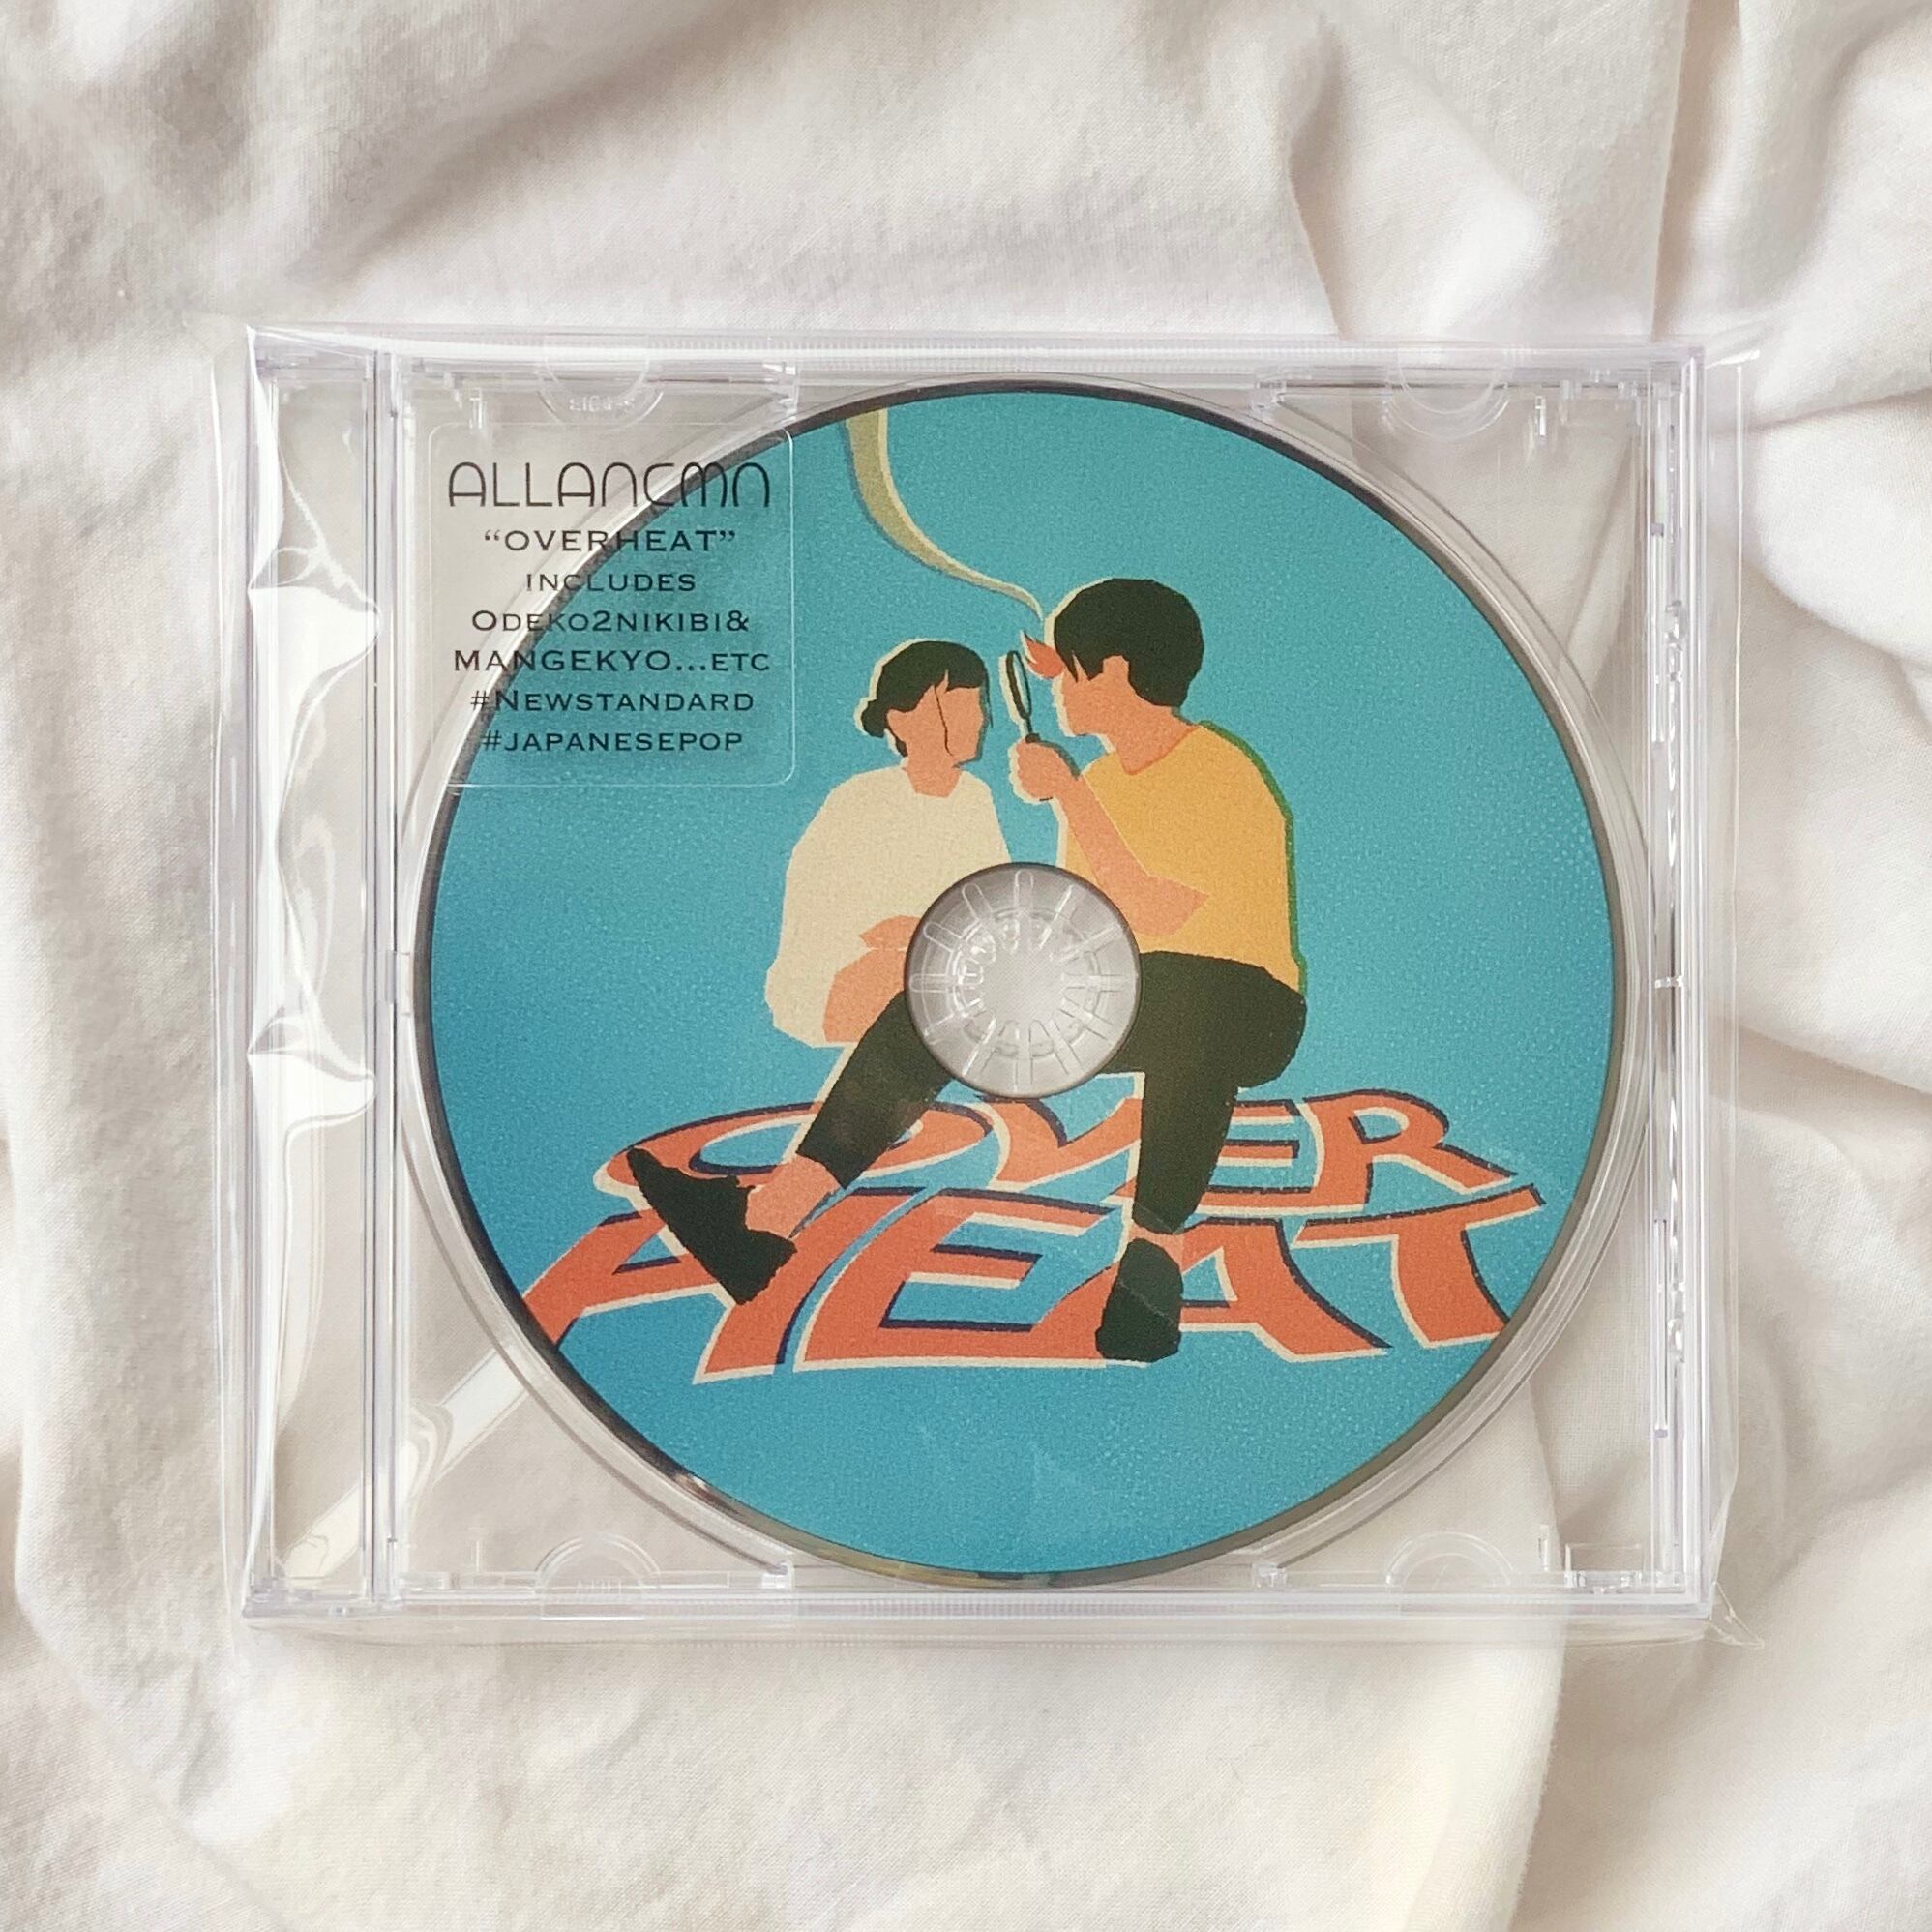 ALLANCMN
“OVERHEAT”
INCLUDES
ODEKO2NIKIBI&
MANGEKYO...ETC
#NEWSTANDARD
#JAPANESEPOP
OVER
HEAT